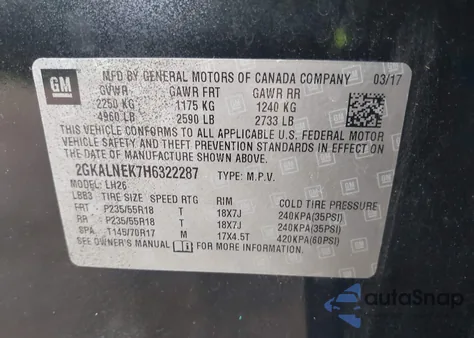 GM MFD BY GENERAL MOTORS OF CANADA COMPANY 03/17
GVWR GAWR FRT GAWR RR
2250 KG 1175 KG 1240 KG
4960 LB 2590 LB 2733 LB
THIS VEHICLE CONFORMS TO ALL APPLICABLE U.S. FEDERAL MOTOR
VEHICLE SAFETY AND THEFT PREVENTION STANDARDS IN EFFECT
ON THE DATE OF MANUFACTURE SHOWN ABOVE.
2GKALNEK7H6322287 TYPE: M.P.V.
MODEL: LH26
LBB3 TIRE SIZE SPEED RTG RIM COLD TIRE PRESSURE
FRT P235/55R18 T 18X7J 240KPA(35PSI)
RR P235/55R18 T 18X7J 240KPA(35PSI)
SPA T145/70R17 M 17X4.5T 420KPA(60PSI)
SEE OWNER'S MANUAL FOR MORE INFORMATION.
autoSnap